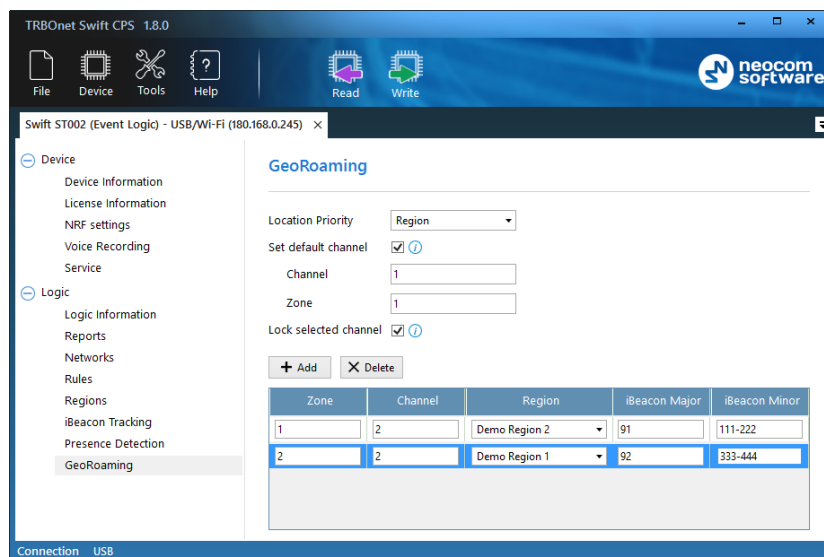 TRBOnet Swift CPS 1.8.0
File Device Tools Help Read Write
neocom
software
Swift ST002 (Event Logic) - USB/Wi-Fi (180.168.0.245)
Device
Device Information
License Information
NRF settings
Voice Recording
Service
Logic
Logic Information
Reports
Networks
Rules
Regions
iBeacon Tracking
Presence Detection
GeoRoaming
GeoRoaming
Location Priority Region
Set default channel
Channel 1
Zone 1
Lock selected channel
Add Delete
Zone Channel Region iBeacon Major iBeacon Minor
1 2 Demo Region 2 91 111-222
2 2 Demo Region 1 92 333-444
Connection USB